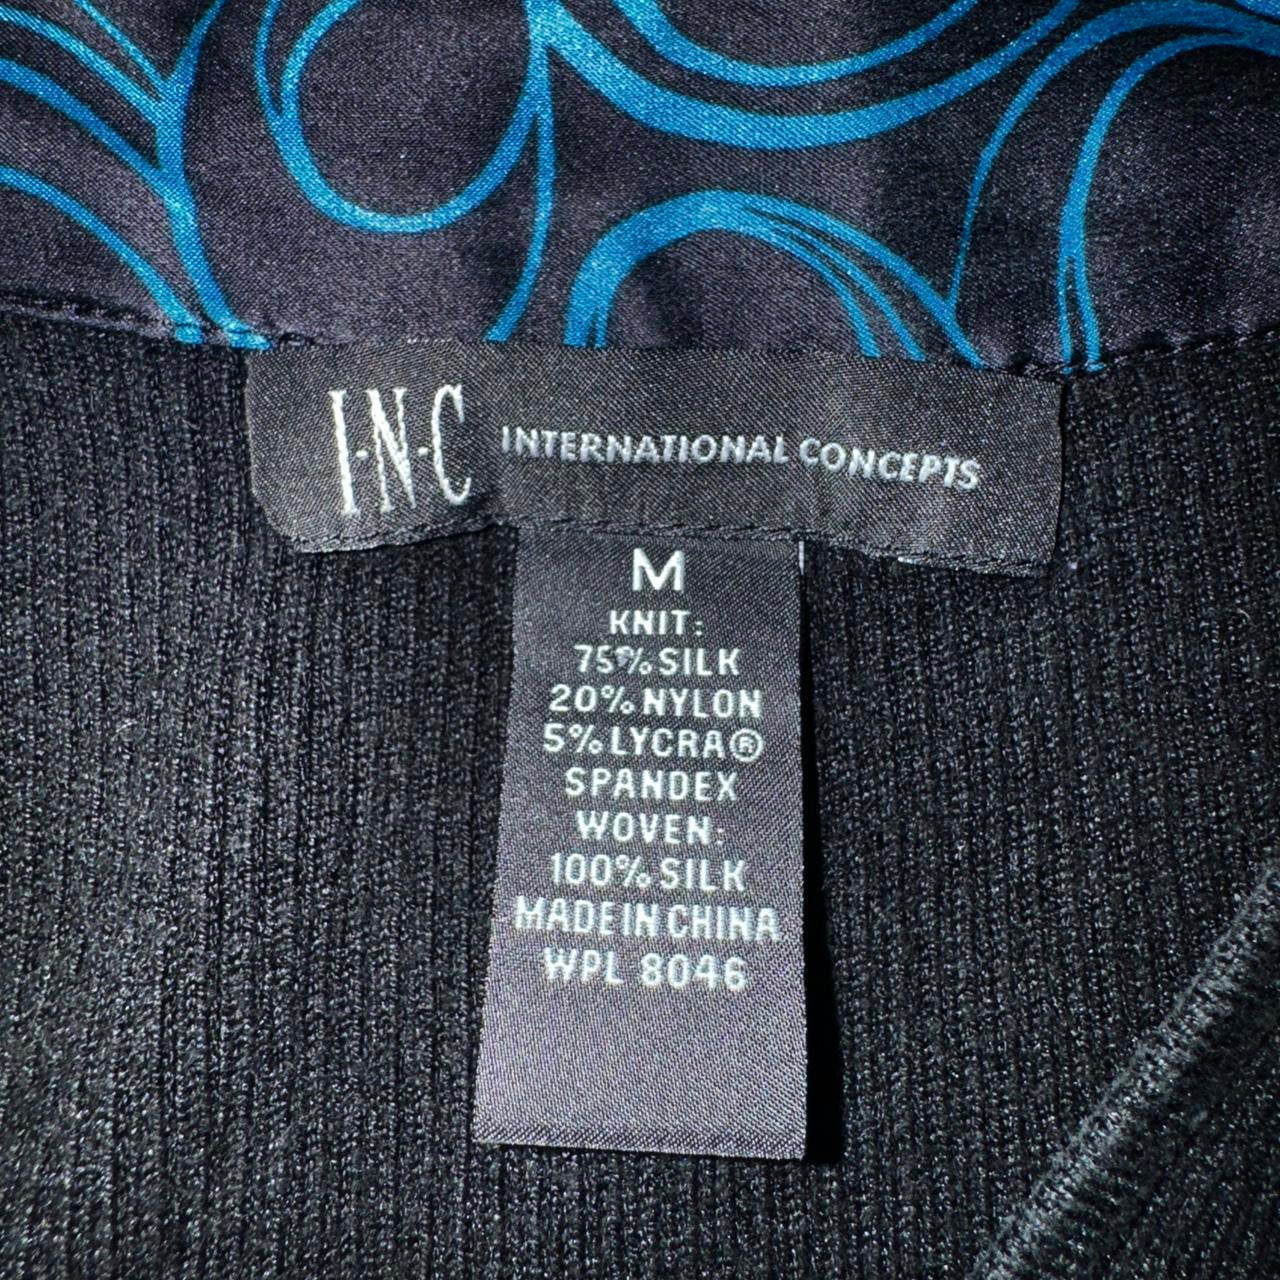 I·N·C INTERNATIONAL CONCEPTS
M
KNIT:
75% SILK
20% NYLON
5% LYCRA®
SPANDEX
WOVEN:
100% SILK
MADE IN CHINA
WPL 8046